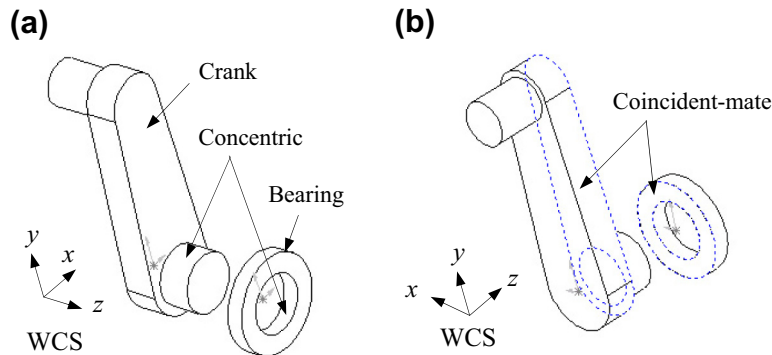 (a)
Crank
Concentric
Bearing
y
x
z
WCS
(b)
Coincident-mate
x
y
z
WCS